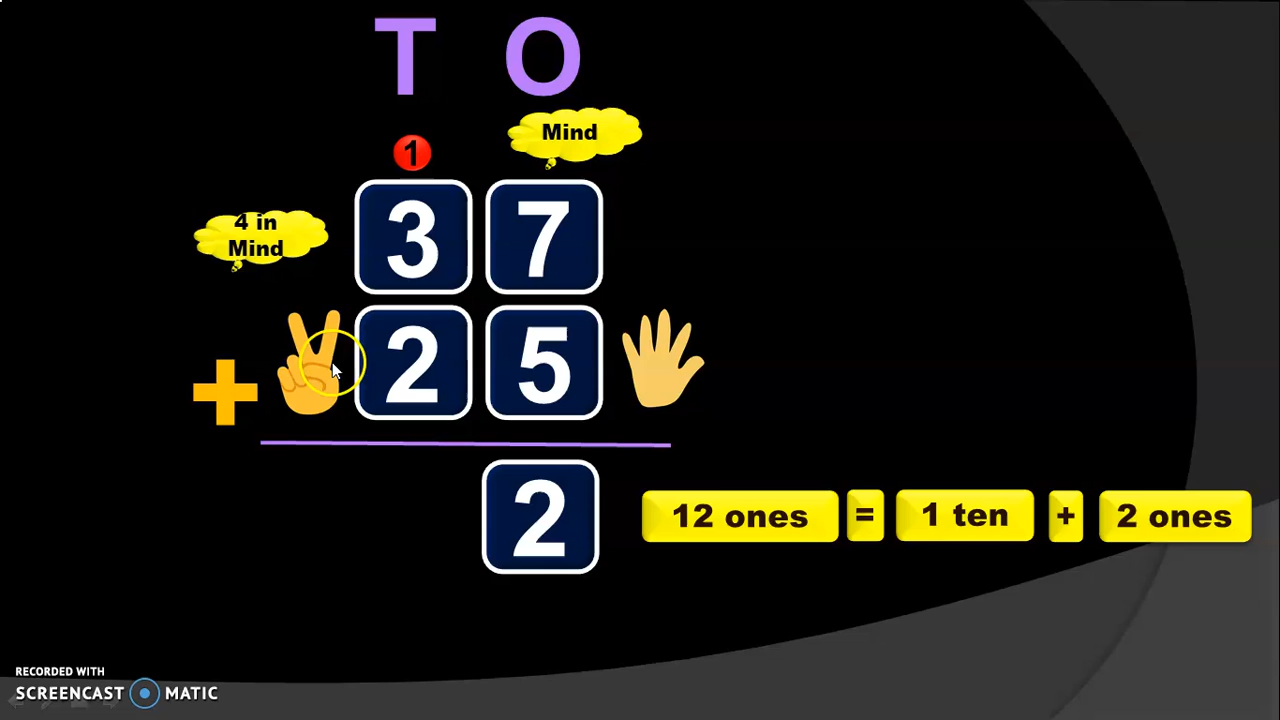 T O
Mind
1
3 7
4 in
Mind
+ 2 5
2
12 ones = 1 ten + 2 ones
RECORDED WITH
SCREENCAST MATIC